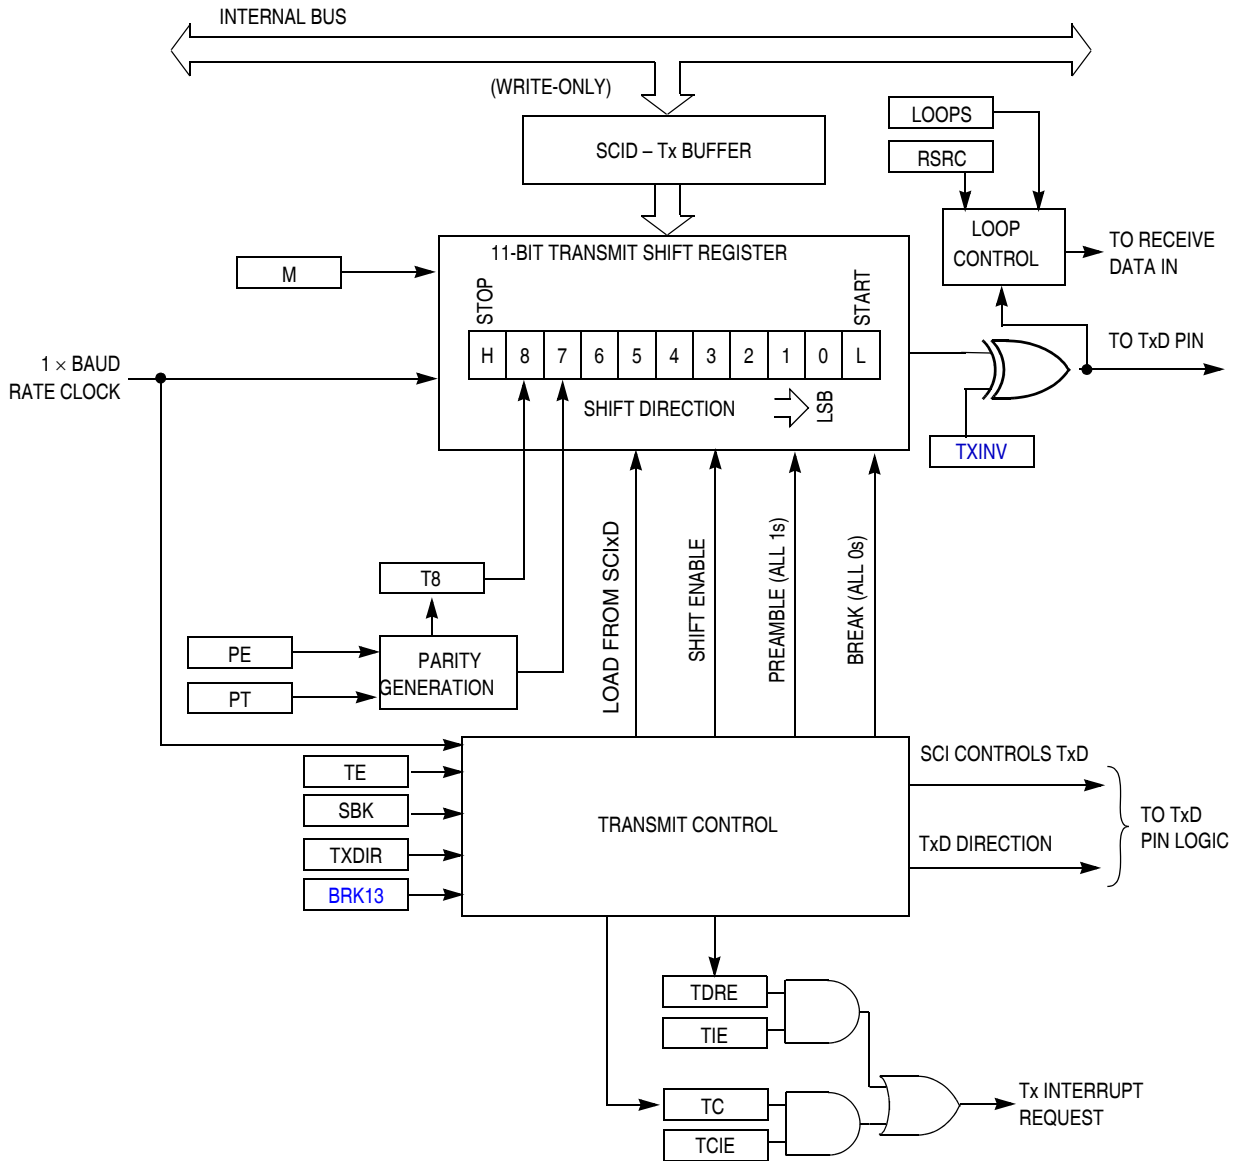 INTERNAL BUS
(WRITE-ONLY)
SCID – Tx BUFFER
LOOPS
RSRC
LOOP
CONTROL
TO RECEIVE
DATA IN
11-BIT TRANSMIT SHIFT REGISTER
M
STOP
START
H 8 7 6 5 4 3 2 1 0 L
SHIFT DIRECTION
LSB
1 × BAUD
RATE CLOCK
TO TxD PIN
TXINV
LOAD FROM SCIxD
SHIFT ENABLE
PREAMBLE (ALL 1s)
BREAK (ALL 0s)
T8
PE
PT
PARITY
GENERATION
TE
SBK
TXDIR
BRK13
TRANSMIT CONTROL
SCI CONTROLS TxD
TxD DIRECTION
TO TxD
PIN LOGIC
TDRE
TIE
TC
TCIE
Tx INTERRUPT
REQUEST